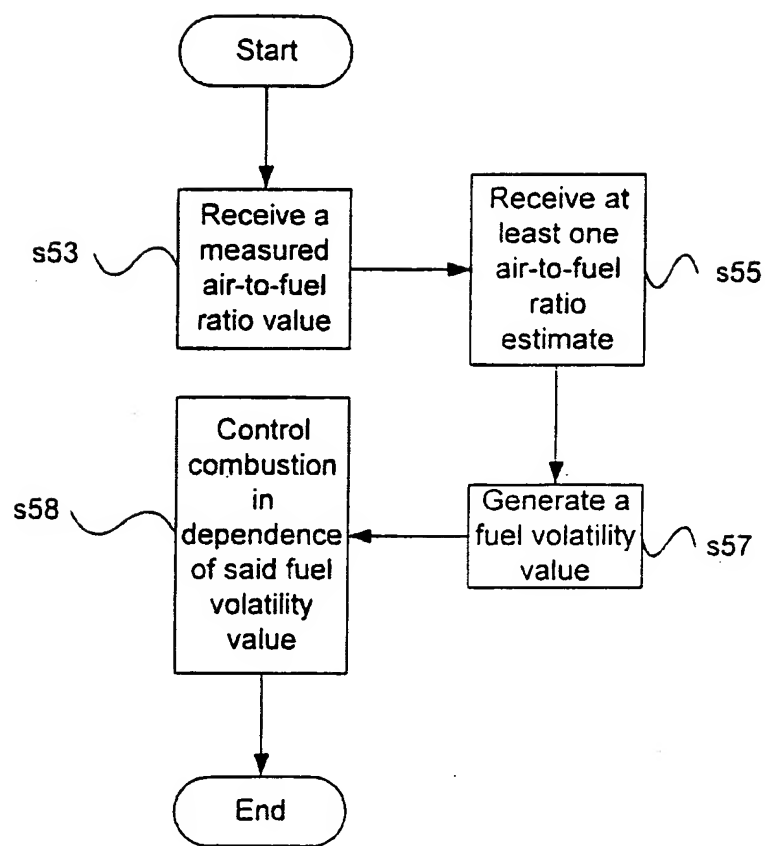 Start
s53
Receive a
measured
air-to-fuel
ratio value
Receive at
least one
air-to-fuel
ratio
estimate
s55
Generate a
fuel volatility
value
s57
s58
Control
combustion
in
dependence
of said fuel
volatility
value
End